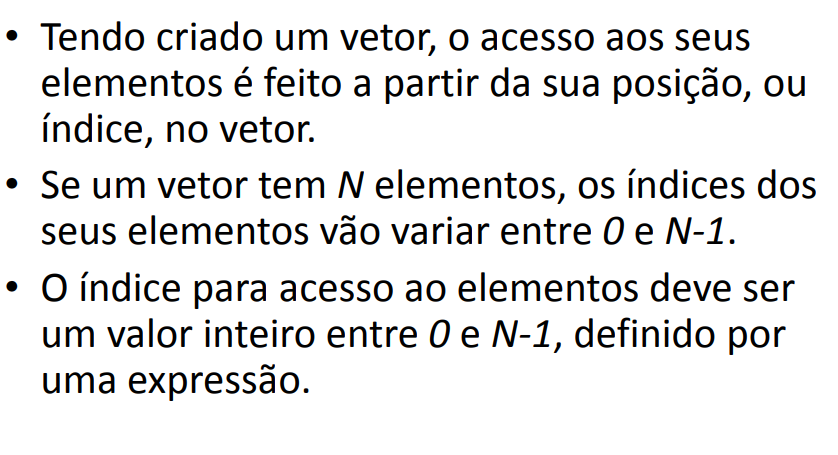 • Tendo criado um vetor, o acesso aos seus
elementos é feito a partir da sua posição, ou
índice, no vetor.
• Se um vetor tem N elementos, os índices dos
seus elementos vão variar entre 0 e N-1.
• O índice para acesso ao elementos deve ser
um valor inteiro entre 0 e N-1, definido por
uma expressão.